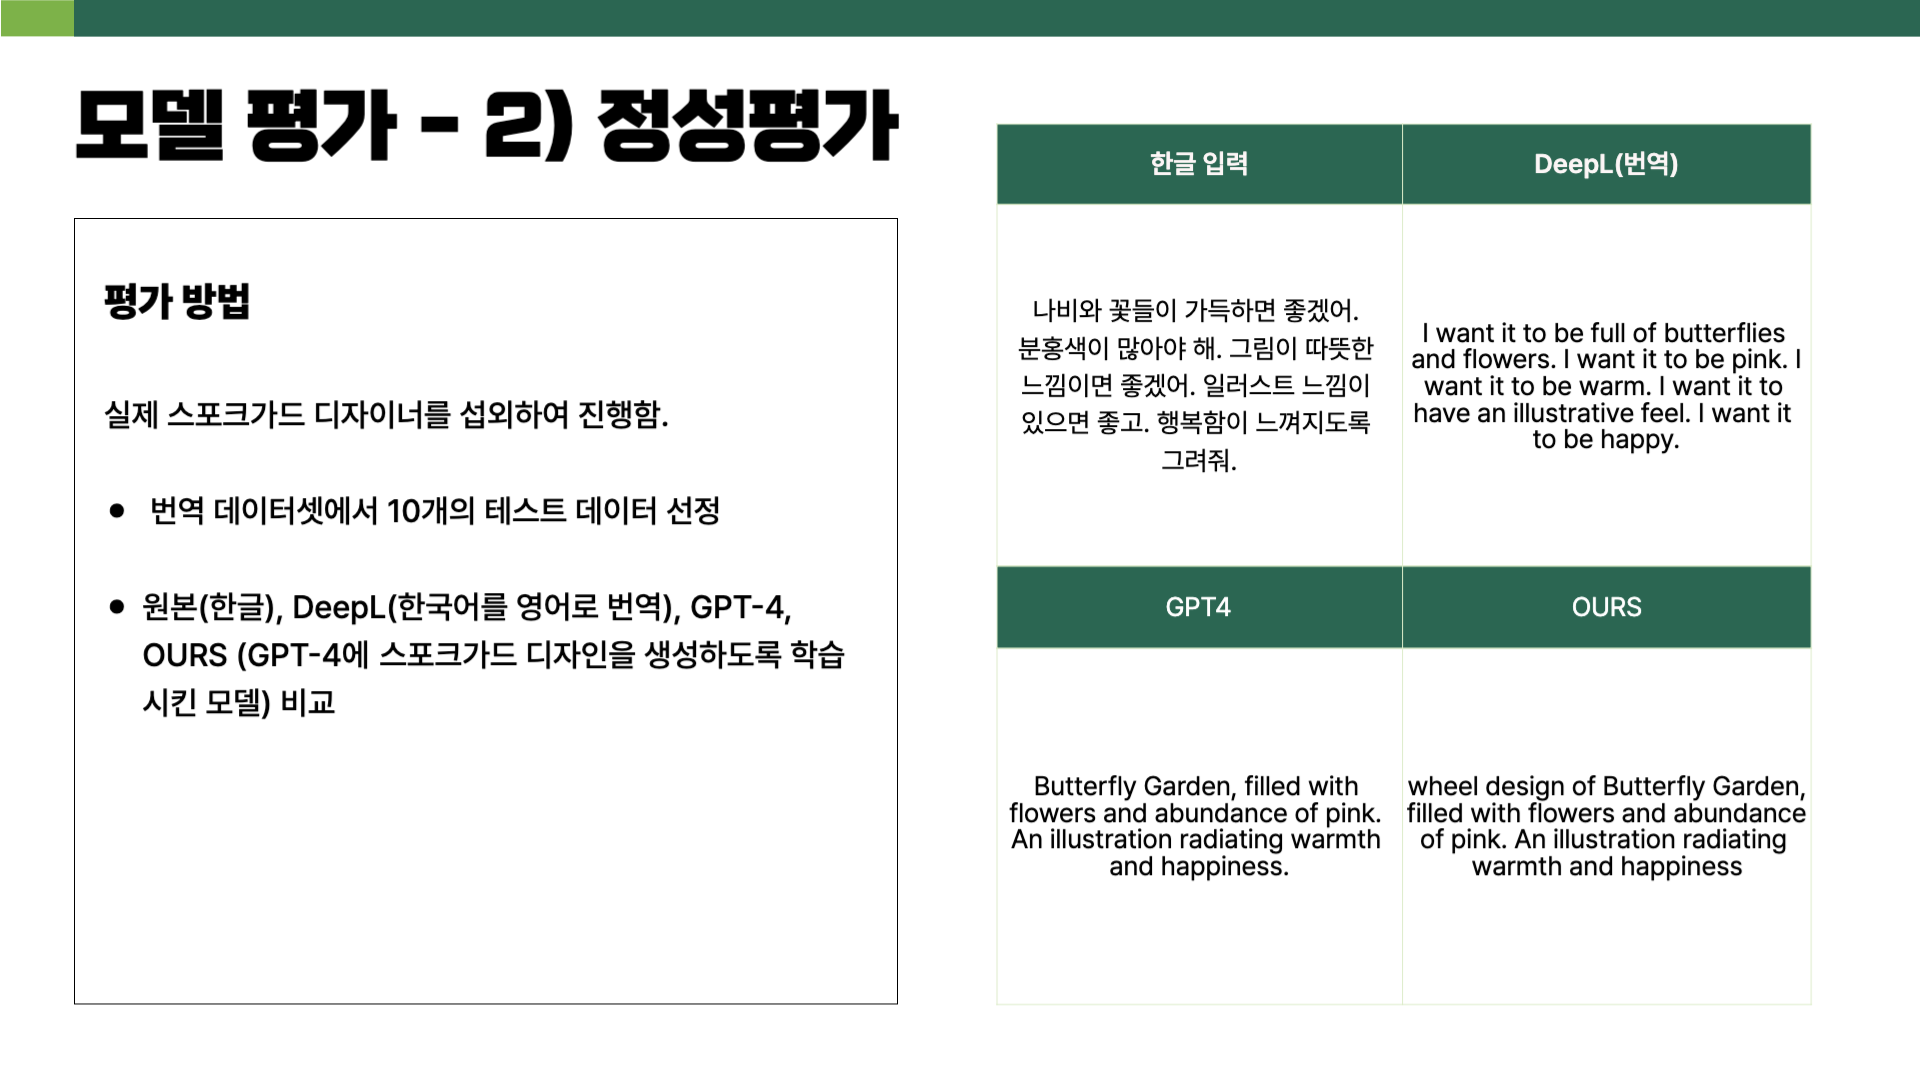 모델 평가 - 2) 정성평가
평가 방법
실제 스포크가드 디자이너를 섭외하여 진행함.
● 번역 데이터셋에서 10개의 테스트 데이터 선정
● 원본(한글), DeepL(한국어를 영어로 번역), GPT-4,
OURS (GPT-4에 스포크가드 디자인을 생성하도록 학습
시킨 모델) 비교
한글 입력
DeepL(번역)
나비와 꽃들이 가득하면 좋겠어.
분홍색이 많아야 해. 그림이 따뜻한
느낌이면 좋겠어. 일러스트 느낌이
있으면 좋고. 행복함이 느껴지도록
그려줘.
I want it to be full of butterflies
and flowers. I want it to be pink. I
want it to be warm. I want it to
have an illustrative feel. I want it
to be happy.
GPT4
OURS
Butterfly Garden, filled with
flowers and abundance of pink.
An illustration radiating warmth
and happiness.
wheel design of Butterfly Garden,
filled with flowers and abundance
of pink. An illustration radiating
warmth and happiness